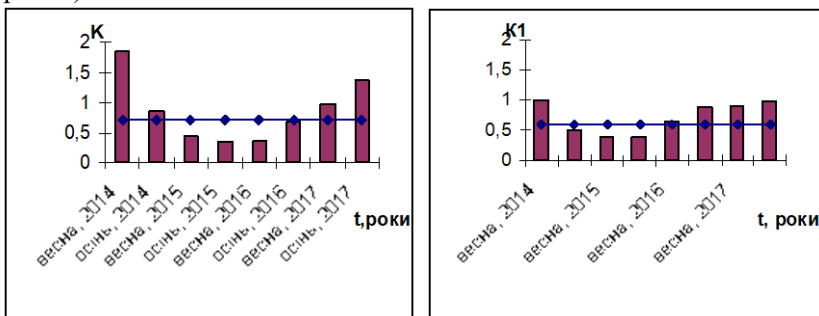 K
2
1,5
1
0,5
0
весна, 2014
осінь, 2014
весна, 2015
осінь, 2015
весна, 2016
осінь, 2016
весна, 2017
осінь, 2017
t,роки
К1
2
1,5
1
0,5
0
весна, 2014
весна, 2015
весна, 2016
весна, 2017
t, роки